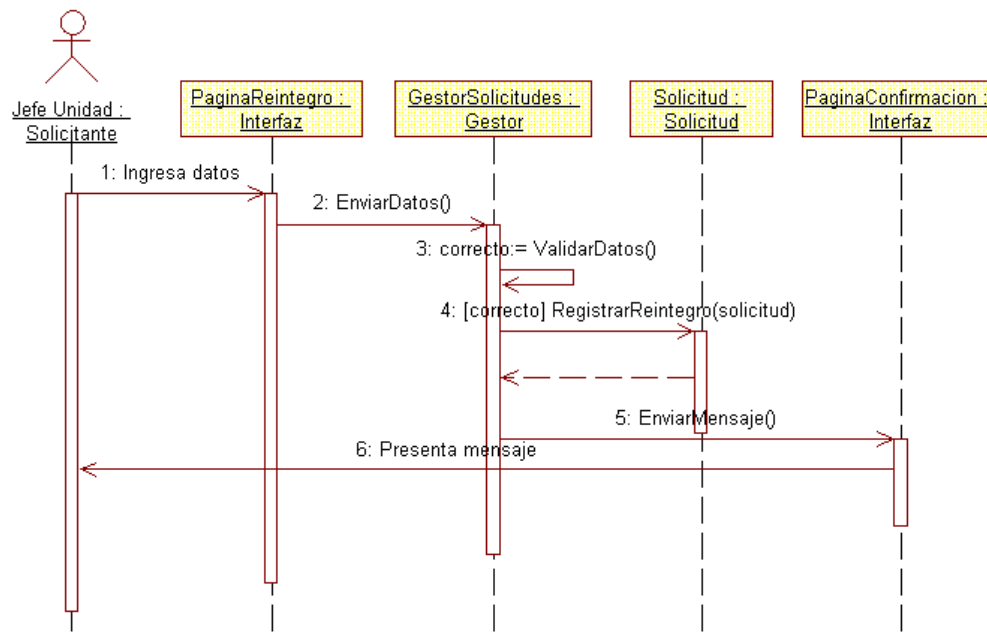 Jefe Unidad :
Solicitante
PaginaReintegro :
Interfaz
GestorSolicitudes :
Gestor
Solicitud :
Solicitud
PaginaConfirmacion :
Interfaz
1: Ingresa datos
2: EnviarDatos()
3: correcto:= ValidarDatos()
4: [correcto] RegistrarReintegro(solicitud)
5: EnviarMensaje()
6: Presenta mensaje